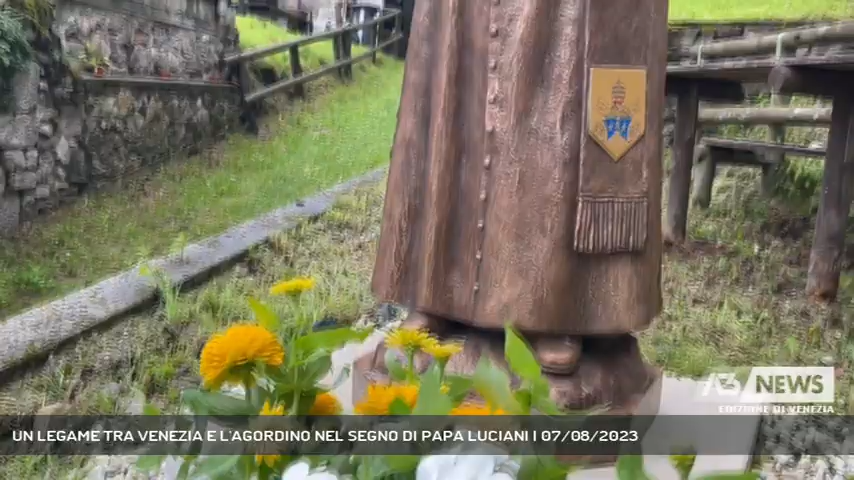 A3 NEWS
EDIZIONE DI VENEZIA
UN LEGAME TRA VENEZIA E L'AGORDINO NEL SEGNO DI PAPA LUCIANI | 07/08/2023